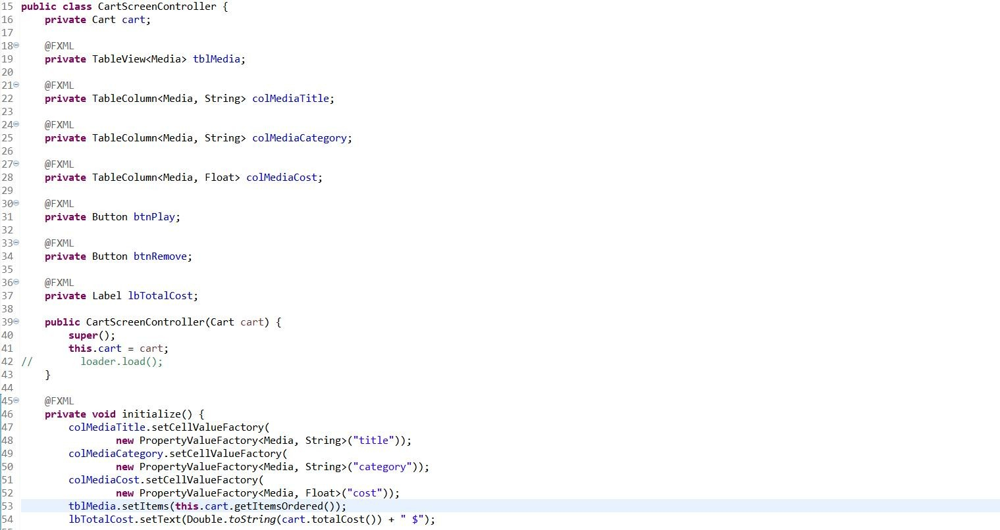 15 public class CartScreenController {
16     private Cart cart;
17
18     @FXML
19     private TableView<Media> tblMedia;
20
21     @FXML
22     private TableColumn<Media, String> colMediaTitle;
23
24     @FXML
25     private TableColumn<Media, String> colMediaCategory;
26
27     @FXML
28     private TableColumn<Media, Float> colMediaCost;
29
30     @FXML
31     private Button btnPlay;
32
33     @FXML
34     private Button btnRemove;
35
36     @FXML
37     private Label lbTotalCost;
38
39     public CartScreenController(Cart cart) {
40         super();
41         this.cart = cart;
42 //        loader.load();
43     }
44
45     @FXML
46     private void initialize() {
47         colMediaTitle.setCellValueFactory(
48                 new PropertyValueFactory<Media, String>("title"));
49         colMediaCategory.setCellValueFactory(
50                 new PropertyValueFactory<Media, String>("category"));
51         colMediaCost.setCellValueFactory(
52                 new PropertyValueFactory<Media, Float>("cost"));
53         tblMedia.setItems(this.cart.getItemsOrdered());
54         lbTotalCost.setText(Double.toString(cart.totalCost()) + " $");